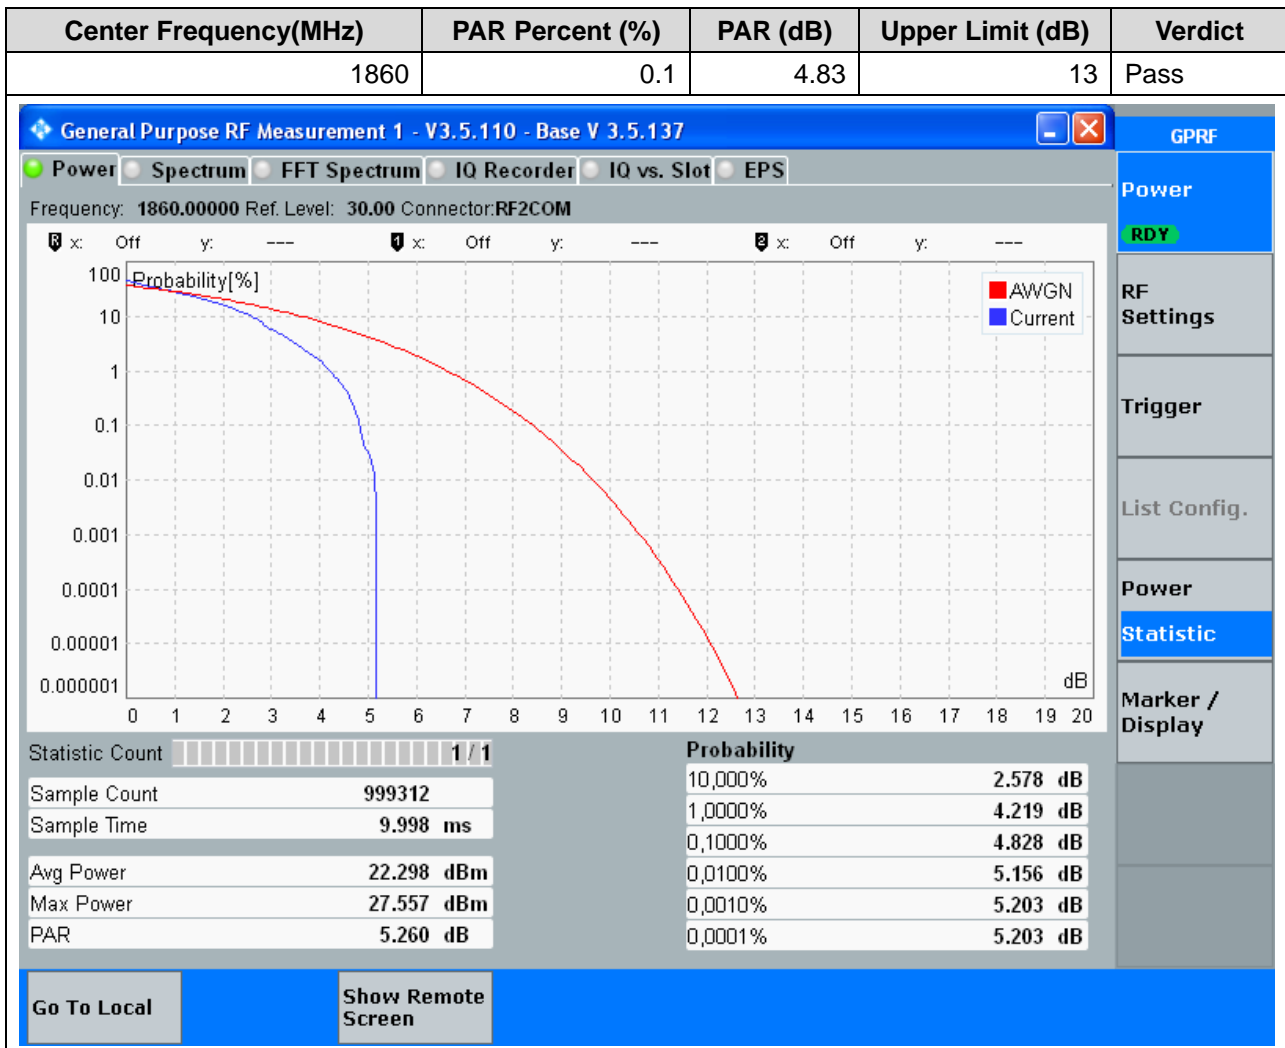 Center Frequency(MHz) PAR Percent (%) PAR (dB) Upper Limit (dB) Verdict
1860 0.1 4.83 13 Pass
General Purpose RF Measurement 1 - V3.5.110 - Base V 3.5.137
GPRF
Power Spectrum FFT Spectrum IQ Recorder IQ vs. Slot EPS
Frequency: 1860.00000 Ref. Level: 30.00 Connector:RF2COM
R x: Off y: --- 1 x: Off y: --- 2 x: Off y: ---
Probability[%]
AWGN
Current
100
10
1
0.1
0.01
0.001
0.0001
0.00001
0.000001
dB
0 1 2 3 4 5 6 7 8 9 10 11 12 13 14 15 16 17 18 19 20
Statistic Count 1 / 1
Sample Count 999312
Sample Time 9.998 ms
Avg Power 22.298 dBm
Max Power 27.557 dBm
PAR 5.260 dB
Probability
10,000% 2.578 dB
1,0000% 4.219 dB
0,1000% 4.828 dB
0,0100% 5.156 dB
0,0010% 5.203 dB
0,0001% 5.203 dB
Power
RDY
RF
Settings
Trigger
List Config.
Power
Statistic
Marker /
Display
Go To Local
Show Remote
Screen